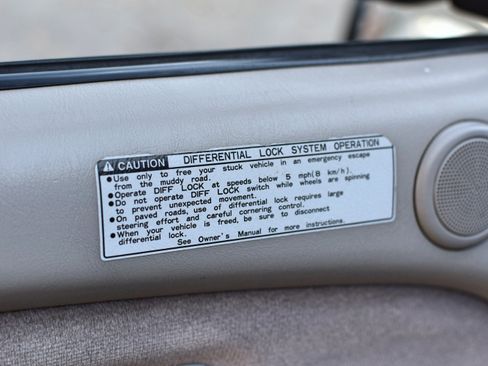 CAUTION DIFFERENTIAL LOCK SYSTEM OPERATION
●Use only to free your stuck vehicle in an emergency escape
from the muddy road.
●Operate DIFF LOCK at speeds below 5 mph(8 km/h).
●Do not operate DIFF LOCK switch while wheels are spinning
to prevent unexpected movement.
●On paved roads, use of differential lock requires large
steering effort and careful cornering control.
●When your vehicle is freed, be sure to disconnect
differential lock.
See Owner's Manual for more instructions.